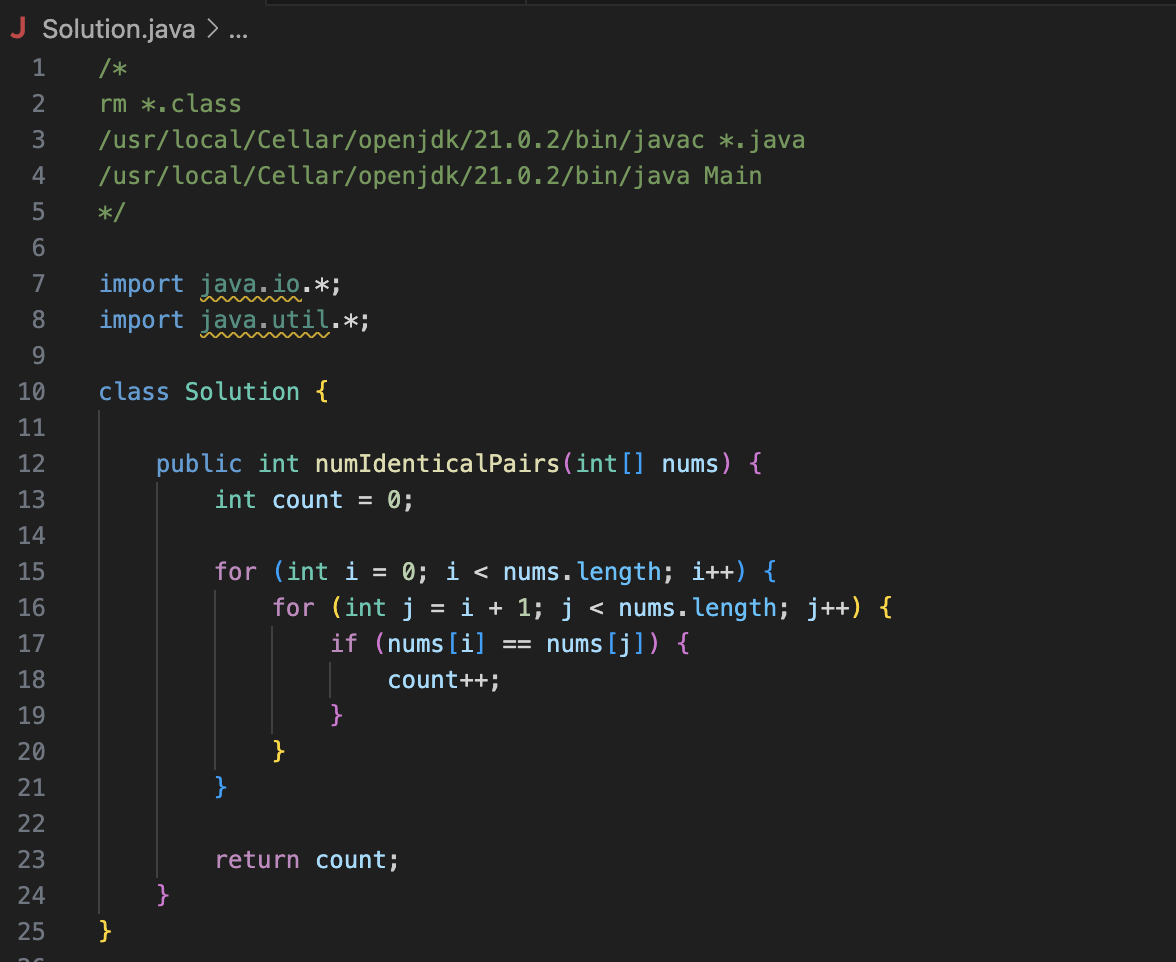 J Solution.java > ...
1 /*
2 rm *.class
3 /usr/local/Cellar/openjdk/21.0.2/bin/javac *.java
4 /usr/local/Cellar/openjdk/21.0.2/bin/java Main
5 */
6
7 import java.io.*;
8 import java.util.*;
9
10 class Solution {
11
12     public int numIdenticalPairs(int[] nums) {
13         int count = 0;
14
15         for (int i = 0; i < nums.length; i++) {
16             for (int j = i + 1; j < nums.length; j++) {
17                 if (nums[i] == nums[j]) {
18                     count++;
19                 }
20             }
21         }
22
23         return count;
24     }
25 }